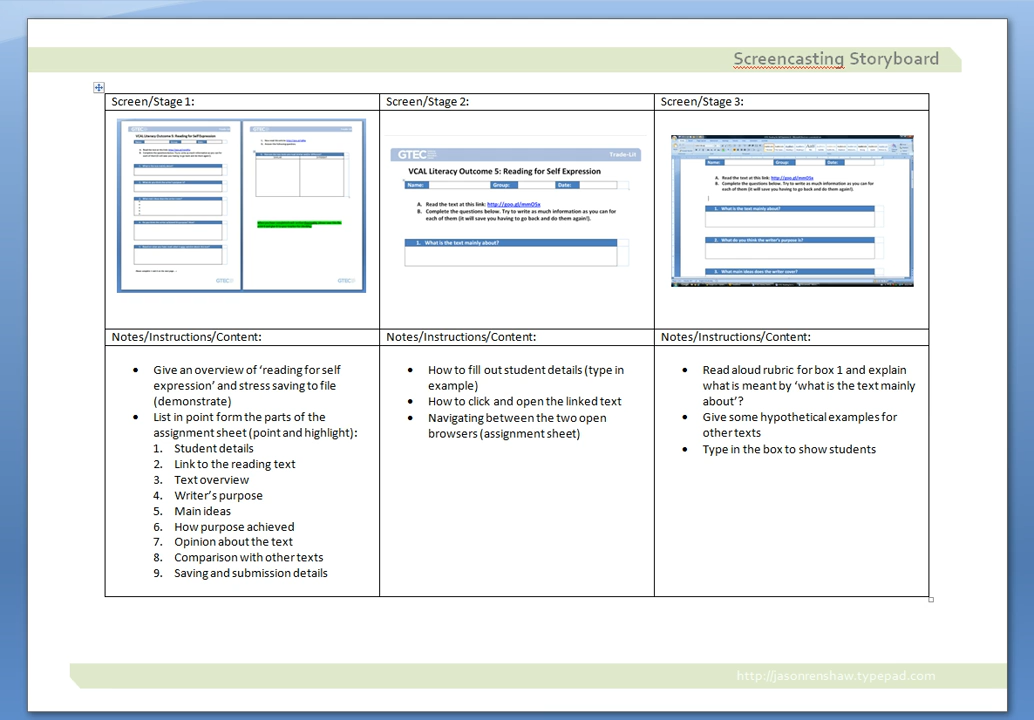 Screencasting Storyboard
Screen/Stage 1:
GTEC
VCAL Literacy Outcome 5: Reading for Self Expression
GTEC
GTEC
Notes/Instructions/Content:
• Give an overview of ‘reading for self
expression’ and stress saving to file
(demonstrate)
• List in point form the parts of the
assignment sheet (point and highlight):
1. Student details
2. Link to the reading text
3. Text overview
4. Writer’s purpose
5. Main ideas
6. How purpose achieved
7. Opinion about the text
8. Comparison with other texts
9. Saving and submission details
Screen/Stage 2:
GTEC Trade-Lit
VCAL Literacy Outcome 5: Reading for Self Expression
Name: Group: Date:
A. Read the text at this link: http://goo.gl/mmO5x
B. Complete the questions below. Try to write as much information as you can for
each of them (it will save you having to go back and do them again!).
1. What is the text mainly about?
Notes/Instructions/Content:
• How to fill out student details (type in
example)
• How to click and open the linked text
• Navigating between the two open
browsers (assignment sheet)
Screen/Stage 3:
Name: Group: Date:
A. Read the text at this link: http://goo.gl/mmO5x
B. Complete the questions below. Try to write as much information as you can for
each of them (it will save you having to go back and do them again!).
1. What is the text mainly about?
2. What do you think the writer's purpose is?
3. What main ideas does the writer cover?
Notes/Instructions/Content:
• Read aloud rubric for box 1 and explain
what is meant by ‘what is the text mainly
about’?
• Give some hypothetical examples for
other texts
• Type in the box to show students
http://jasonrenshaw.typepad.com